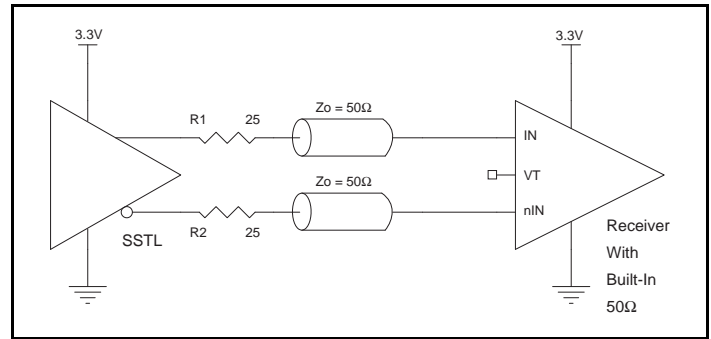 3.3V
3.3V
R1 25
Zo = 50Ω
IN
VT
Zo = 50Ω
nIN
SSTL
R2 25
Receiver
With
Built-In
50Ω